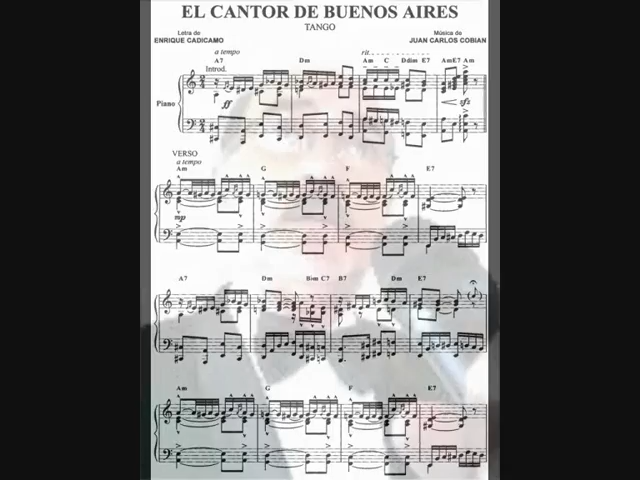 EL CANTOR DE BUENOS AIRES
TANGO
Letra de
ENRIQUE CADICAMO
Música de
JUAN CARLOS COBIAN
a tempo
rit.
A7 Dm Am C Ddim E7 AmE7 Am
Introd.
Piano
ff
sfz
VERSO
a tempo
Am G F E7
mp
A7 Dm Bm C7 B7 Dm E7
Am G F E7